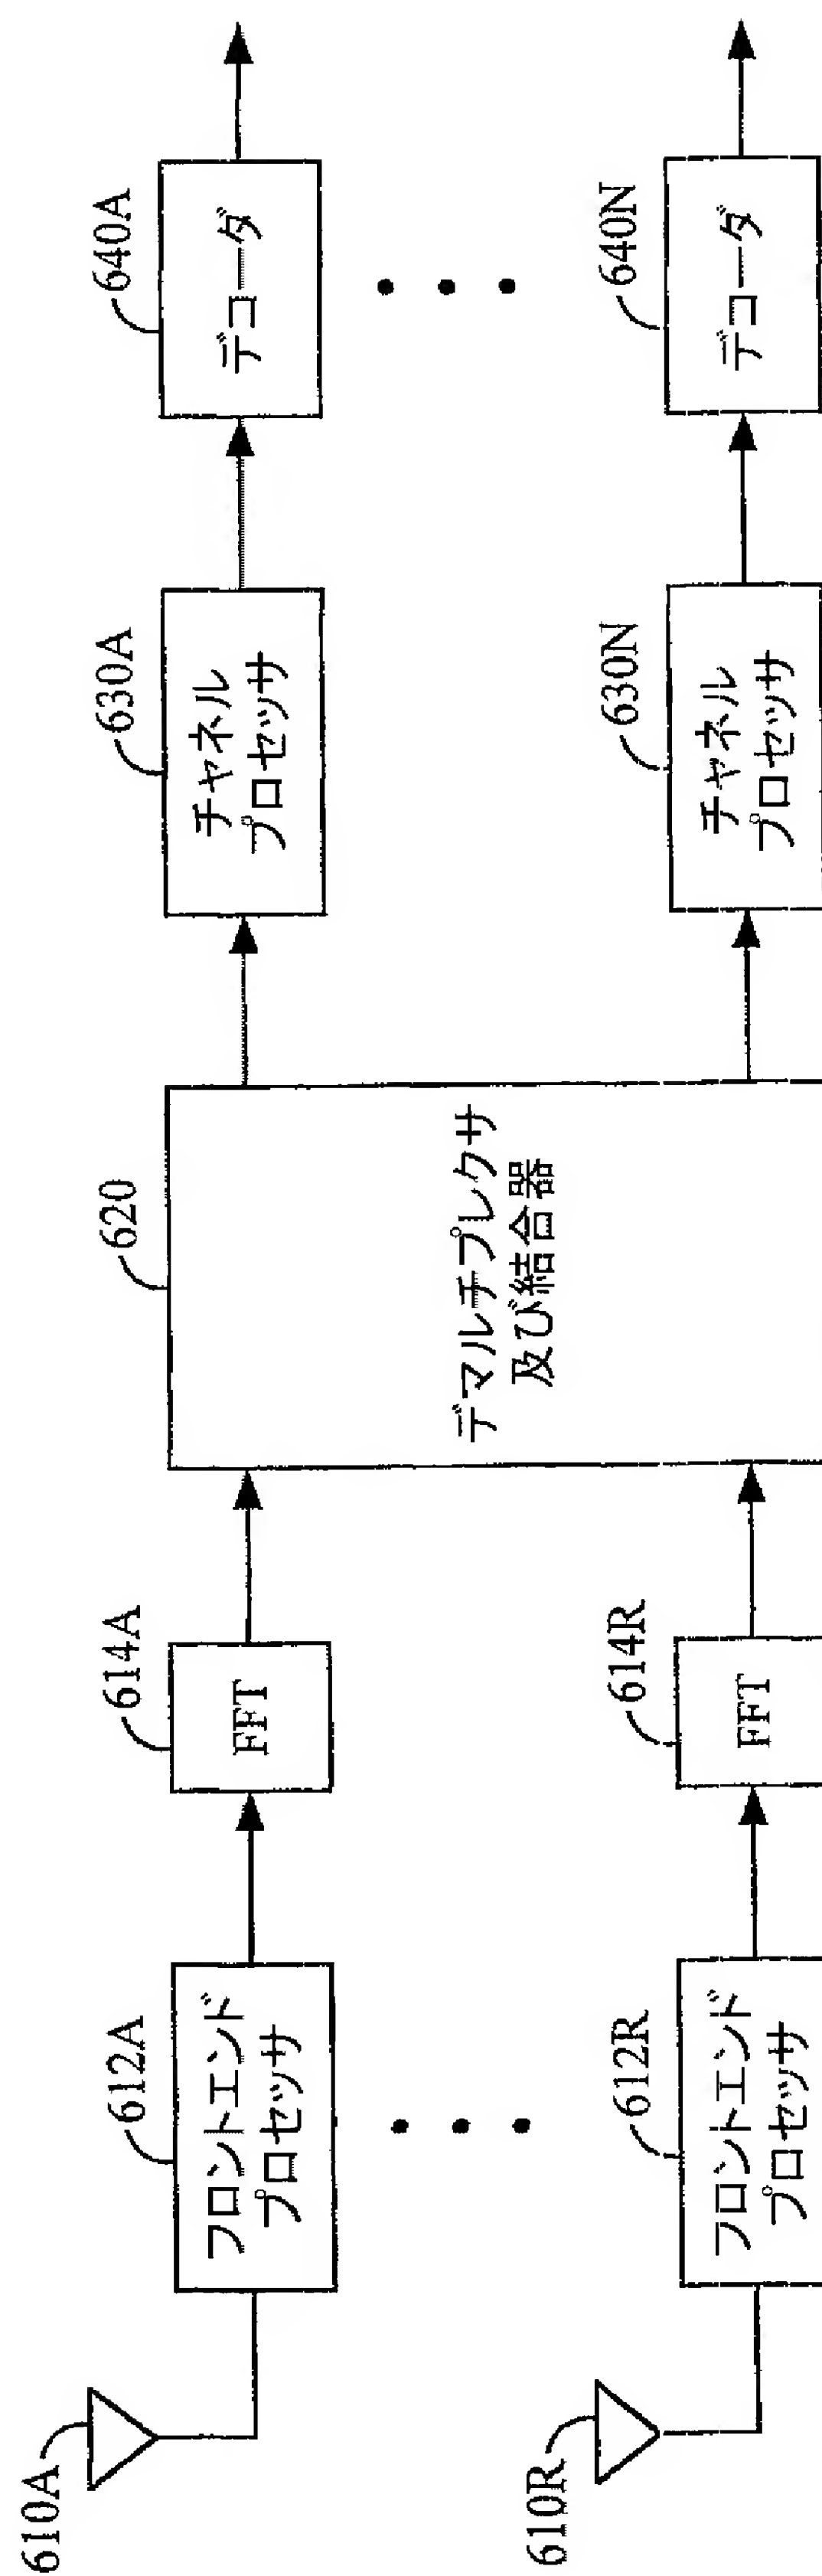 610A
612A
フロントエンド
プロセッサ
614A
FFT
620
デマルチプレクサ
及び結合器
630A
チャネル
プロセッサ
640A
デコーダ
610R
612R
フロントエンド
プロセッサ
614R
FFT
630N
チャネル
プロセッサ
640N
デコーダ